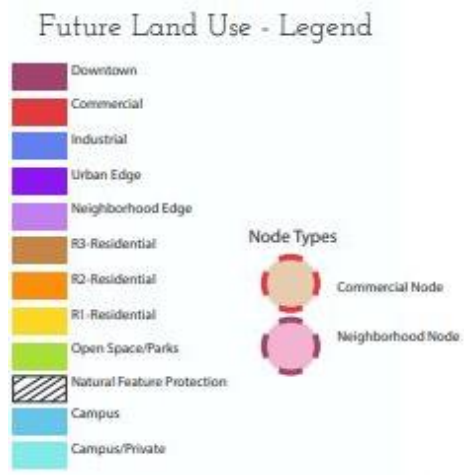 Future Land Use - Legend
Downtown
Commercial
Industrial
Urban Edge
Neighborhood Edge
R3-Residential
R2-Residential
R1-Residential
Open Space/Parks
Natural Feature Protection
Campus
Campus/Private
Node Types
Commercial Node
Neighborhood Node